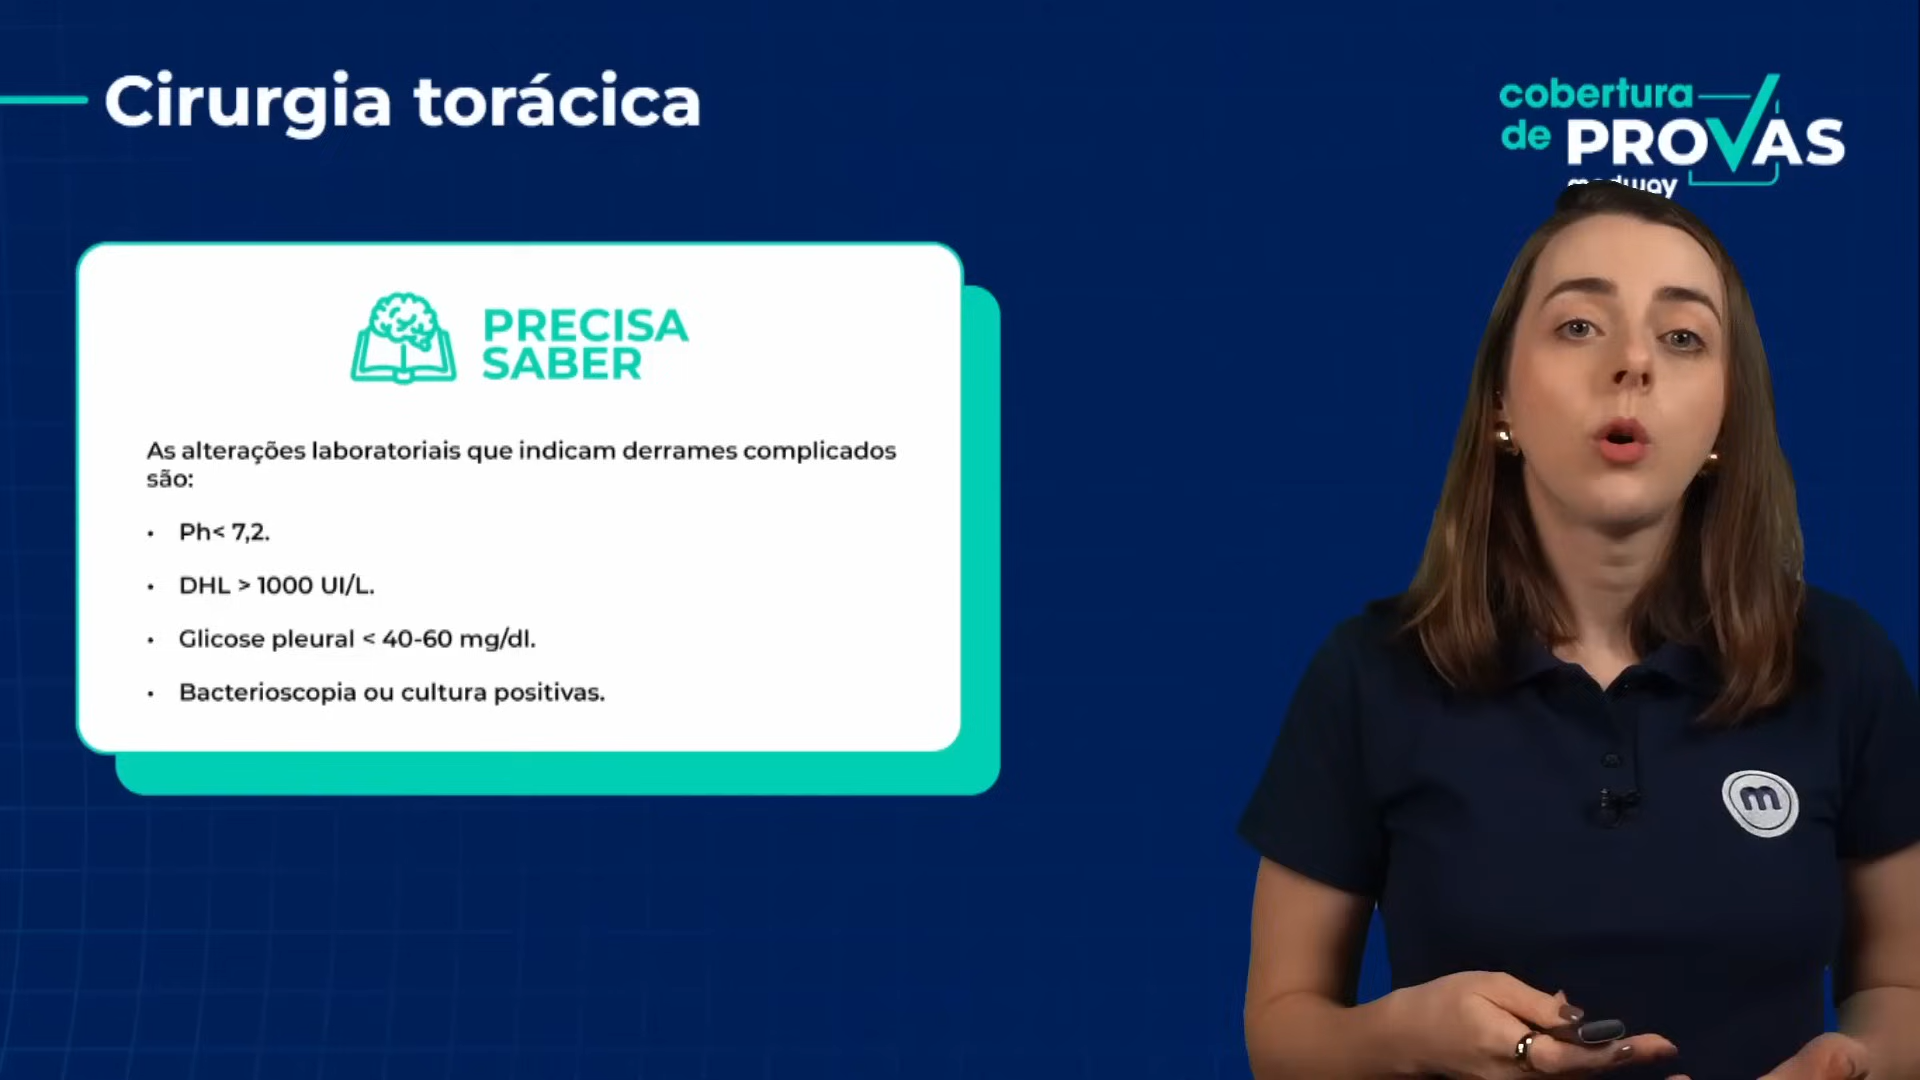 Cirurgia torácica
cobertura
de PROVAS
medway
PRECISA
SABER
As alterações laboratoriais que indicam derrames complicados
são:
• Ph< 7,2.
• DHL > 1000 UI/L.
• Glicose pleural < 40-60 mg/dl.
• Bacterioscopia ou cultura positivas.
m